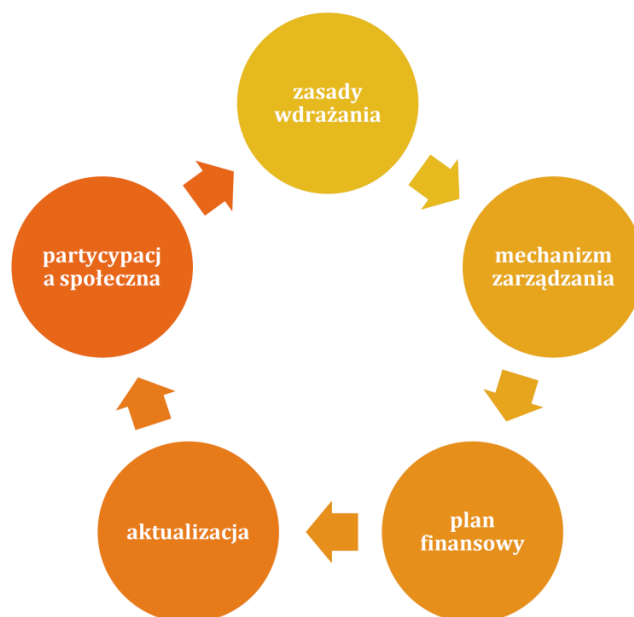 zasady
wdrażania
mechanizm
zarządzania
plan
finansowy
aktualizacja
partycypacj
a społeczna